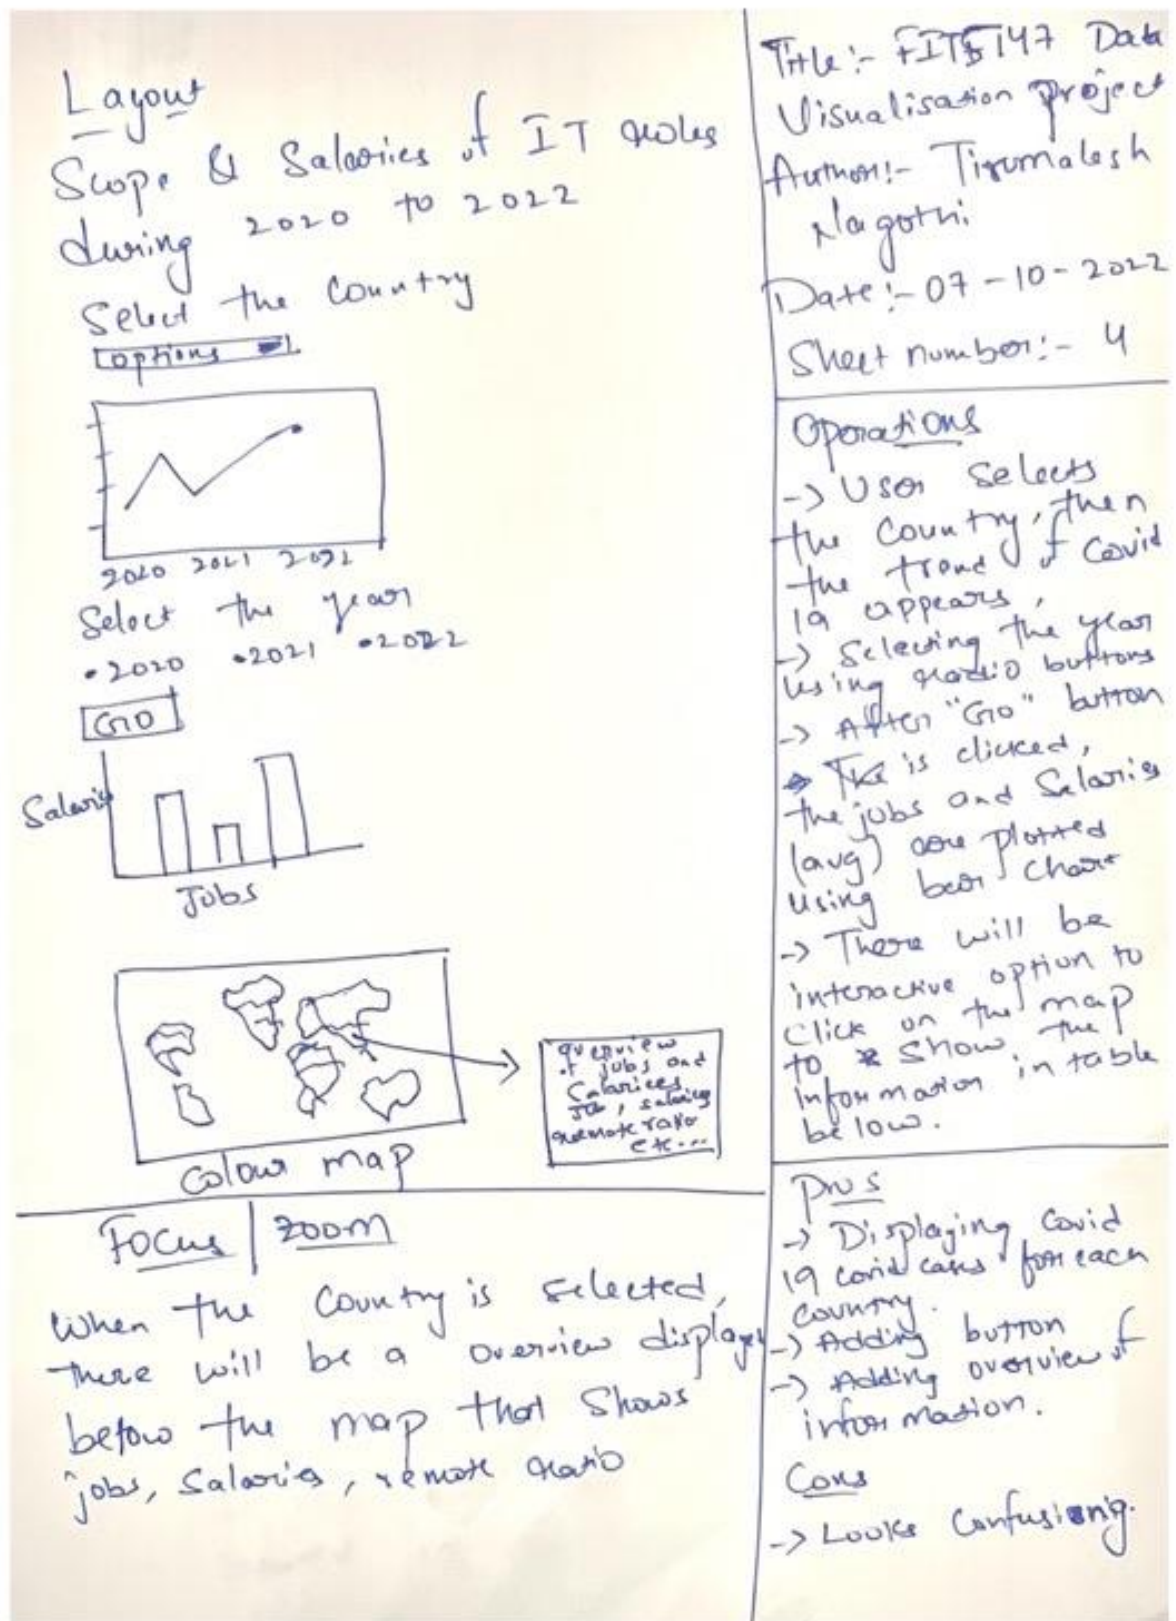 Layout
Scope & Salaries of IT roles
during 2020 to 2022
Select the Country
options
2020 2021 2022
Select the year
•2020 •2021 •2022
GO
Salaries
Jobs
Colour map
overview
of jobs and
Salarices
Job, salaries
remote ratio
etc...
Focus | Zoom
When the Country is selected,
there will be a overview displayed
below the map that shows
jobs, Salaries, remote ratio
Title:- FIT5147 Data
Visualisation Project
Author:- Tirumalesh
Nagothi
Date:- 07-10-2022
Sheet number:- 4
Operations
-> User selects
the Country, then
the trend of Covid
19 appears,
-> Selecting the year
using radio buttons
-> After "Go" button
is clicked,
the jobs and Salaries
(avg) are plotted
using bar chart
-> There will be
interactive option to
Click on the map
to show the
information in table
below.
Pros
-> Displaying Covid
19 covid cases for each
Country.
-> Adding button
-> Adding overview of
information.
Cons
-> Looks Confusing.